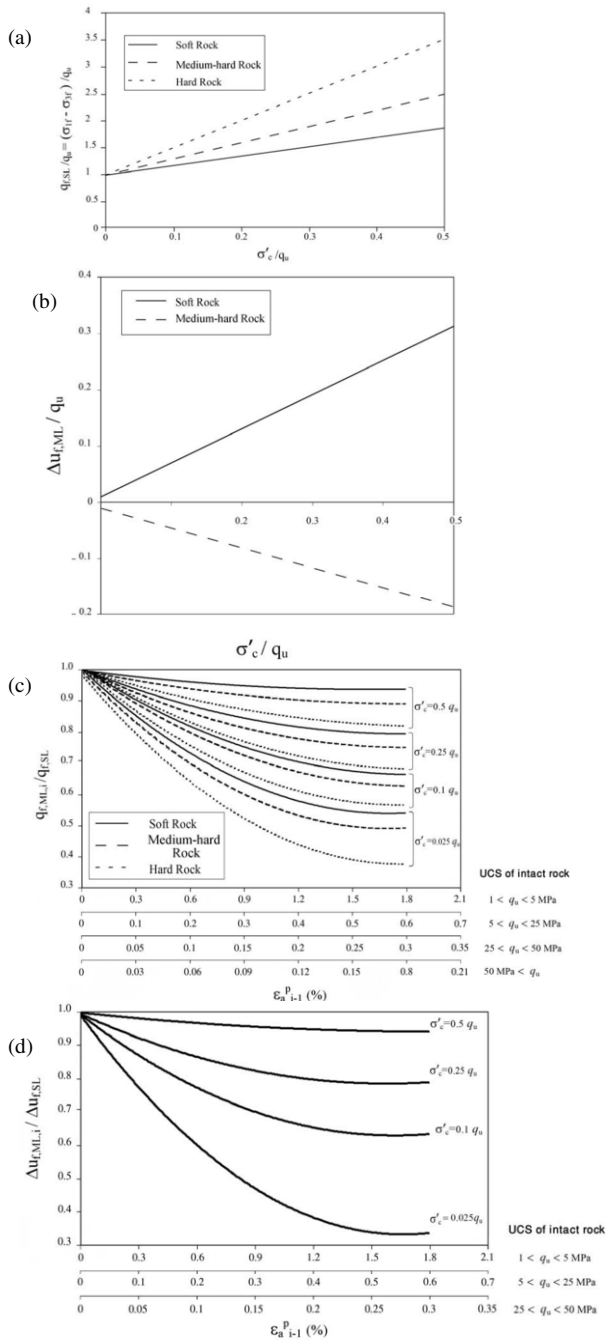 (a)
4
3.5
3
2.5
2
1.5
1
0.5
0
Soft Rock
Medium-hard Rock
Hard Rock
q_f,SL /q_u = (σ_1f - σ_3f) /q_u
0 0.1 0.2 0.3 0.4 0.5
σ'_c /q_u
(b)
0.4
0.3
0.2
0.1
0
- 0.1
- 0.2
Soft Rock
Medium-hard Rock
Δu_f,ML / q_u
0.2 0.3 0.4 0.5
σ'_c / q_u
(c)
1.0
0.9
0.8
0.7
0.6
0.5
0.4
0.3
q_f,ML,i/q_f,SL
σ'_c=0.5 q_u
σ'_c=0.25 q_u
σ'_c=0.1 q_u
σ'_c=0.025 q_u
Soft Rock
Medium-hard
Rock
Hard Rock
UCS of intact rock
0 0.3 0.6 0.9 1.2 1.5 1.8 2.1 1 < q_u < 5 MPa
0 0.1 0.2 0.3 0.4 0.5 0.6 0.7 5 < q_u < 25 MPa
0 0.05 0.1 0.15 0.2 0.25 0.3 0.35 25 < q_u < 50 MPa
0 0.03 0.06 0.09 0.12 0.15 0.8 0.21 50 MPa < q_u
ε_a^p_i-1 (%)
(d)
1.0
0.9
0.8
0.7
0.6
0.5
0.4
0.3
Δu_f,ML,i / Δu_f,SL
σ'_c=0.5 q_u
σ'_c=0.25 q_u
σ'_c=0.1 q_u
σ'_c = 0.025q_u
UCS of intact rock
0 0.3 0.6 0.9 1.2 1.5 1.8 2.1 1 < q_u < 5 MPa
0 0.1 0.2 0.3 0.4 0.5 0.6 0.7 5 < q_u < 25 MPa
0 0.05 0.1 0.15 0.2 0.25 0.3 0.35 25 < q_u < 50 MPa
ε_a^p_i-1 (%)